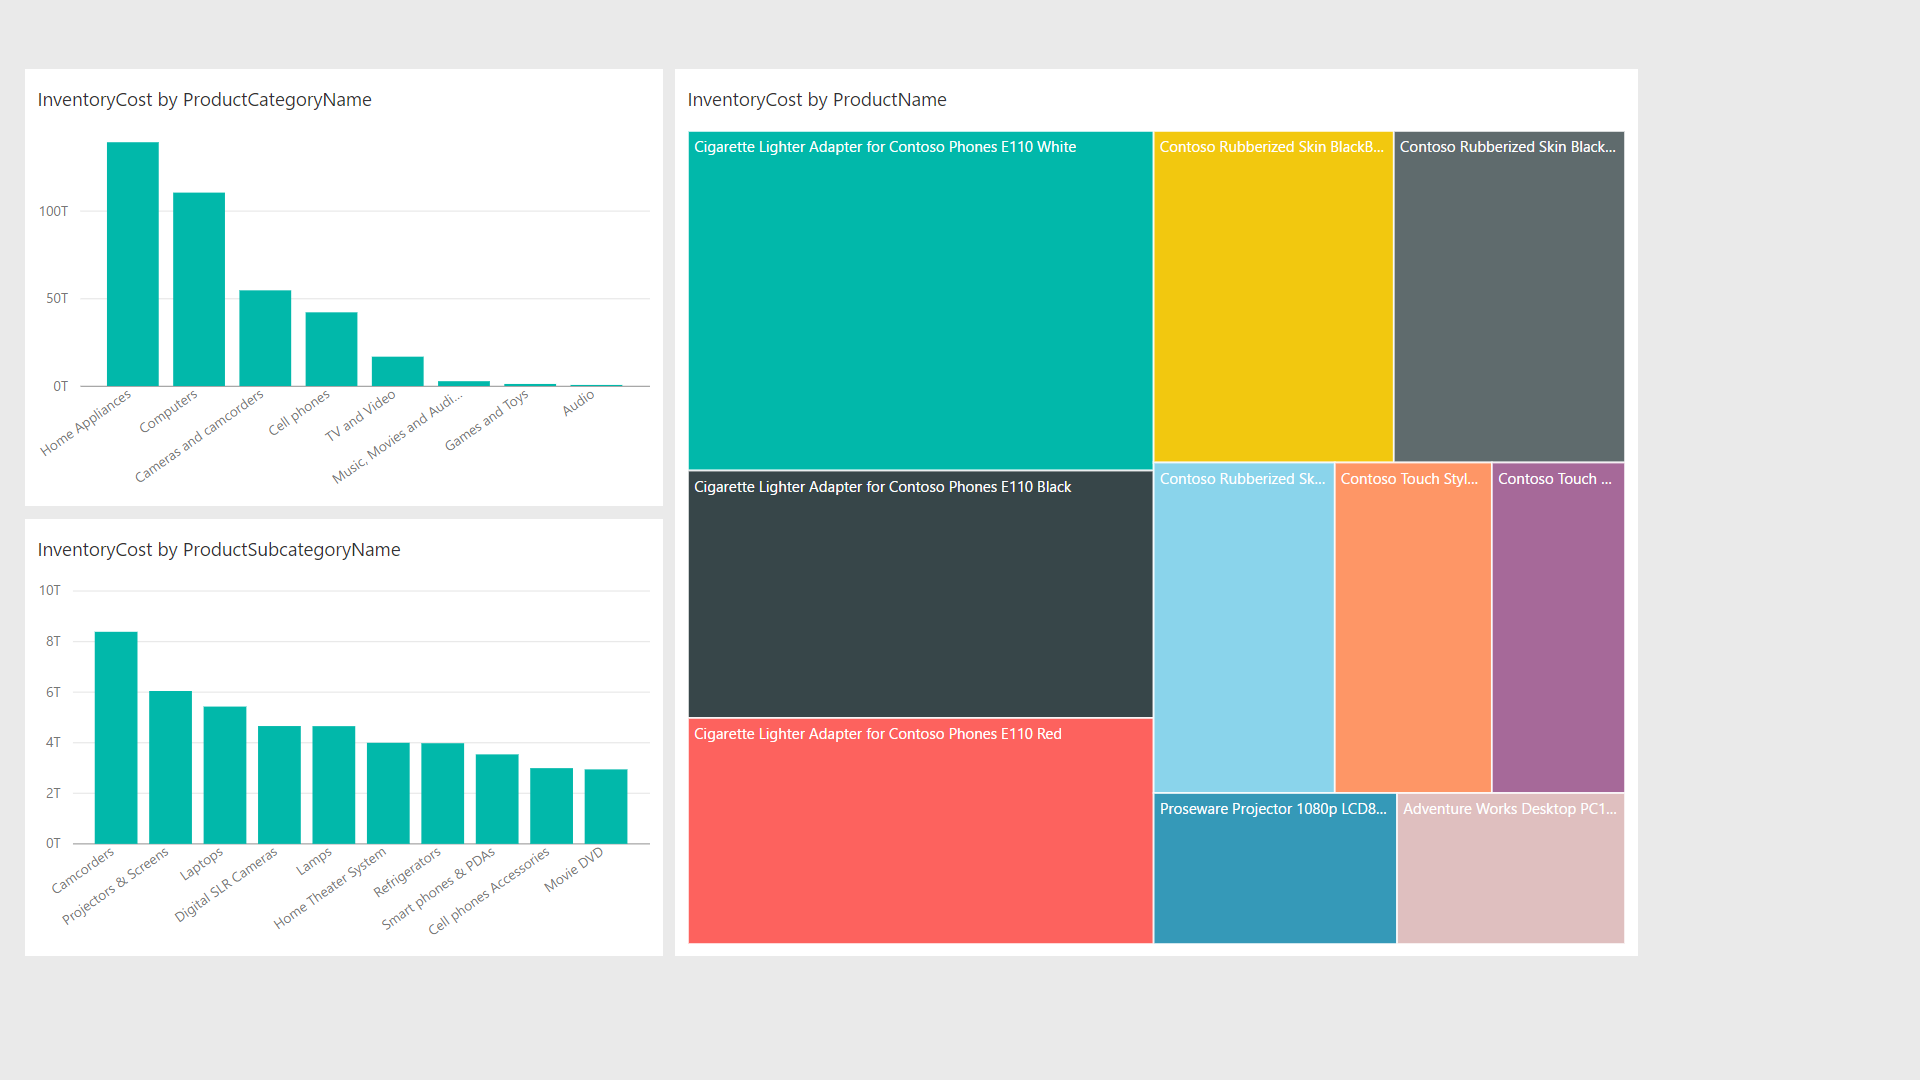 InventoryCost by ProductCategoryName
100T
50T
0T
Home Appliances
Computers
Cameras and camcorders
Cell phones
TV and Video
Music, Movies and Audi...
Games and Toys
Audio
InventoryCost by ProductSubcategoryName
10T
8T
6T
4T
2T
0T
Camcorders
Projectors & Screens
Laptops
Digital SLR Cameras
Lamps
Home Theater System
Refrigerators
Smart phones & PDAs
Cell phones Accessories
Movie DVD
InventoryCost by ProductName
Cigarette Lighter Adapter for Contoso Phones E110 White
Cigarette Lighter Adapter for Contoso Phones E110 Black
Cigarette Lighter Adapter for Contoso Phones E110 Red
Contoso Rubberized Skin BlackB...
Contoso Rubberized Skin Black...
Contoso Rubberized Sk...
Contoso Touch Styl...
Contoso Touch ...
Proseware Projector 1080p LCD8...
Adventure Works Desktop PC1...